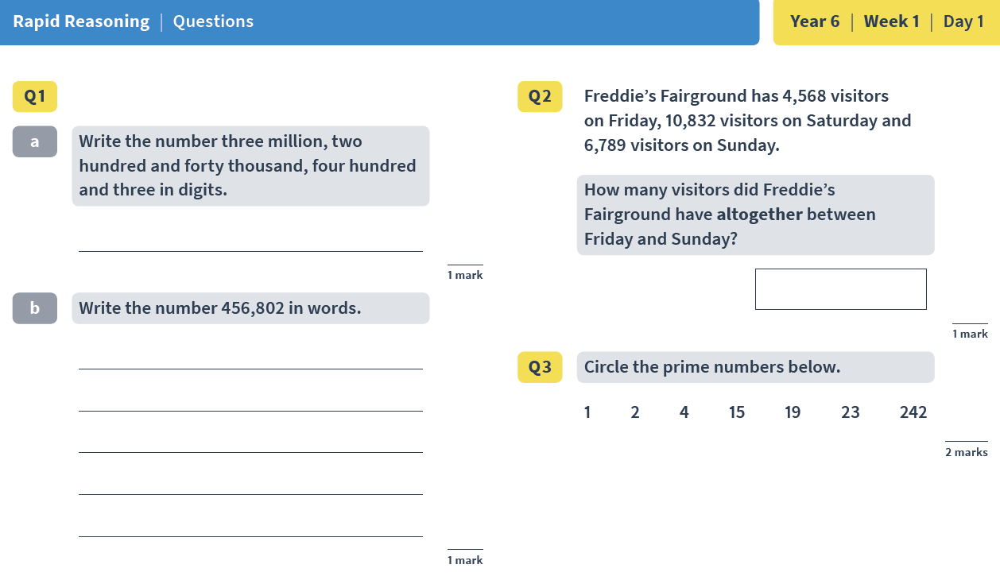 Rapid Reasoning | Questions
Year 6 | Week 1 | Day 1
Q1
a
Write the number three million, two
hundred and forty thousand, four hundred
and three in digits.
1 mark
b
Write the number 456,802 in words.
1 mark
Q2
Freddie’s Fairground has 4,568 visitors
on Friday, 10,832 visitors on Saturday and
6,789 visitors on Sunday.
How many visitors did Freddie’s
Fairground have altogether between
Friday and Sunday?
1 mark
Q3
Circle the prime numbers below.
1 2 4 15 19 23 242
2 marks